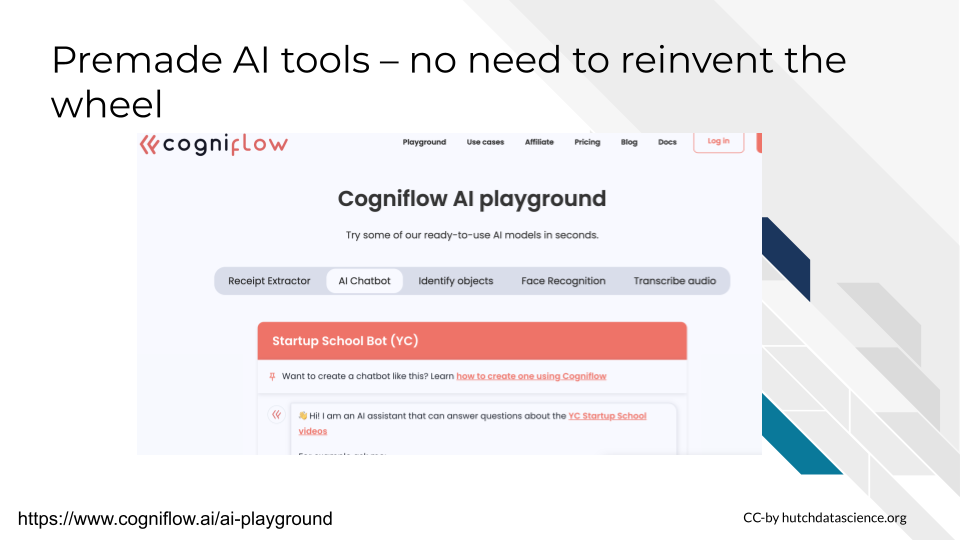 Premade AI tools – no need to reinvent the
wheel
cogniflow
Playground Use cases Affiliate Pricing Blog Docs Log in
Cogniflow AI playground
Try some of our ready-to-use AI models in seconds.
Receipt Extractor AI Chatbot Identify objects Face Recognition Transcribe audio
Startup School Bot (YC)
Want to create a chatbot like this? Learn how to create one using Cogniflow
👋 Hi! I am an AI assistant that can answer questions about the YC Startup School
videos
https://www.cogniflow.ai/ai-playground
CC-by hutchdatascience.org